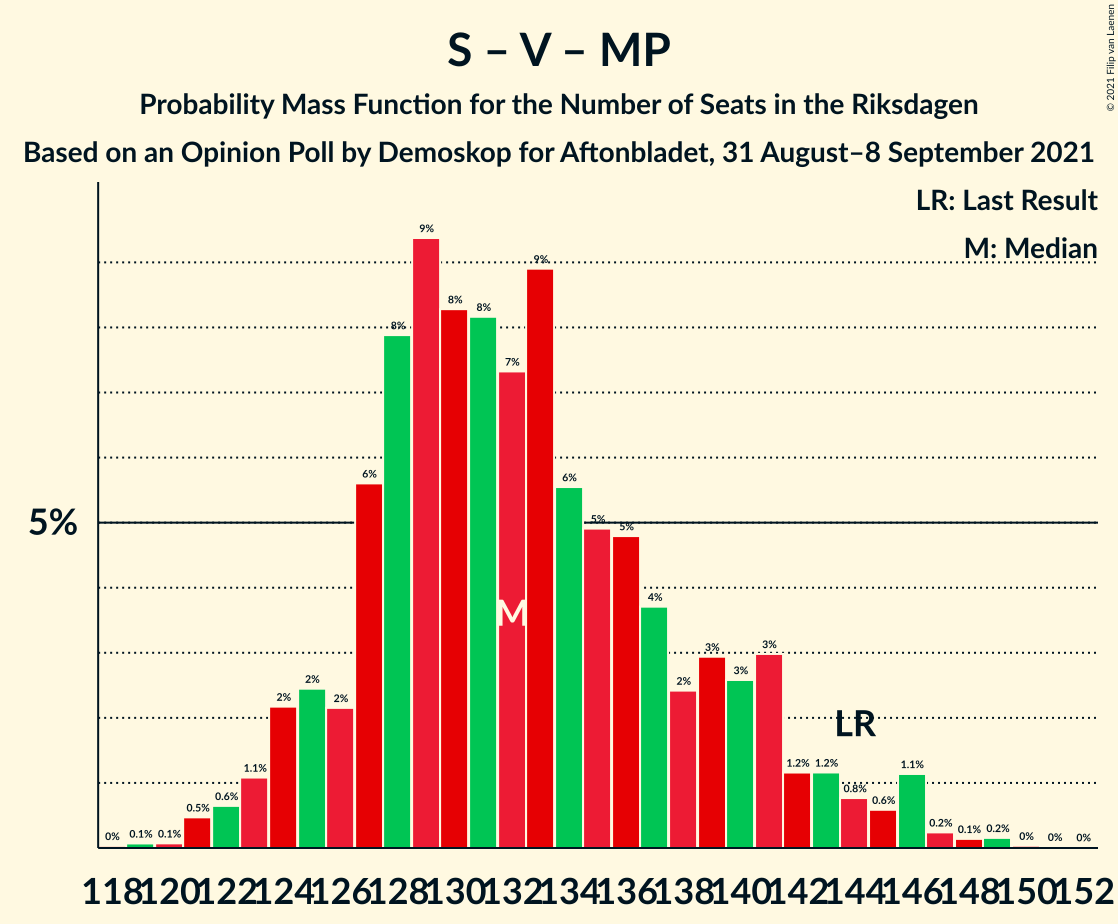 S – V – MP
Probability Mass Function for the Number of Seats in the Riksdagen
Based on an Opinion Poll by Demoskop for Aftonbladet, 31 August–8 September 2021
© 2021 Filip van Laenen
LR: Last Result
M: Median
5%
0% 0.1% 0.1% 0.5% 0.6% 1.1% 2% 2% 2% 6% 8% 9% 8% 8% 7% 9% 6% 5% 5% 4% 2% 3% 3% 3% 1.2% 1.2% 0.8% 0.6% 1.1% 0.2% 0.1% 0.2% 0% 0% 0%
M
LR
118 120 122 124 126 128 130 132 134 136 138 140 142 144 146 148 150 152